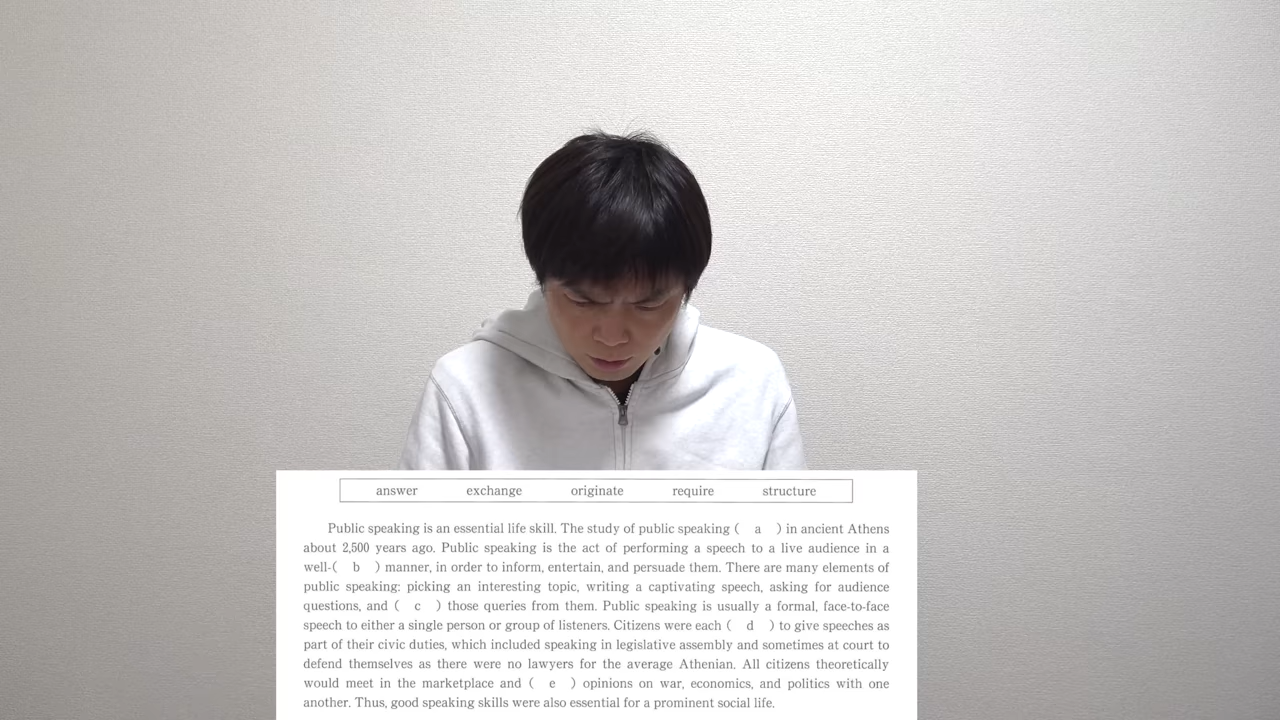 answer exchange originate require structure
Public speaking is an essential life skill. The study of public speaking ( a ) in ancient Athens
about 2,500 years ago. Public speaking is the act of performing a speech to a live audience in a
well-( b ) manner, in order to inform, entertain, and persuade them. There are many elements of
public speaking: picking an interesting topic, writing a captivating speech, asking for audience
questions, and ( c ) those queries from them. Public speaking is usually a formal, face-to-face
speech to either a single person or group of listeners. Citizens were each ( d ) to give speeches as
part of their civic duties, which included speaking in legislative assembly and sometimes at court to
defend themselves as there were no lawyers for the average Athenian. All citizens theoretically
would meet in the marketplace and ( e ) opinions on war, economics, and politics with one
another. Thus, good speaking skills were also essential for a prominent social life.